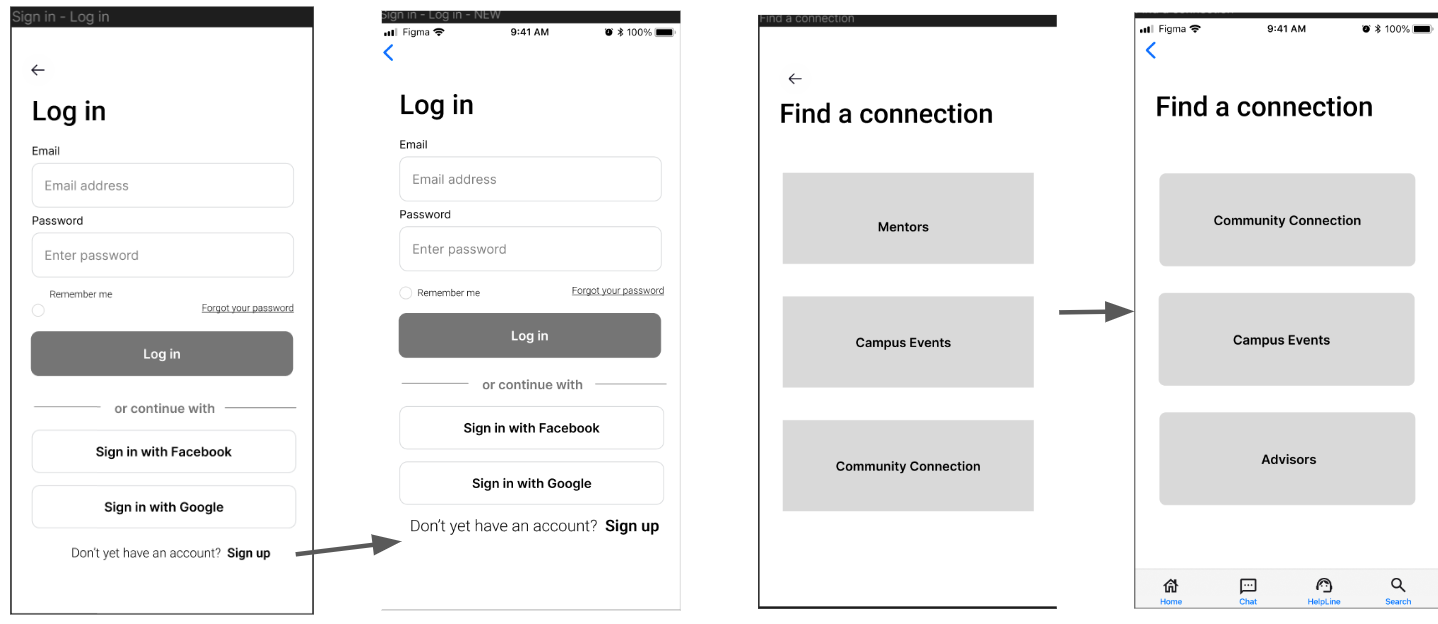 Sign in - Log in
Log in
Email
Email address
Password
Enter password
Remember me
Forgot your password
Log in
or continue with
Sign in with Facebook
Sign in with Google
Don't yet have an account? Sign up
Sign in - Log in - NEW
Figma 9:41 AM 100%
Log in
Email
Email address
Password
Enter password
Remember me Forgot your password
Log in
or continue with
Sign in with Facebook
Sign in with Google
Don't yet have an account? Sign up
Find a connection
Find a connection
Mentors
Campus Events
Community Connection
Figma 9:41 AM 100%
Find a connection
Community Connection
Campus Events
Advisors
Home Chat HelpLine Search